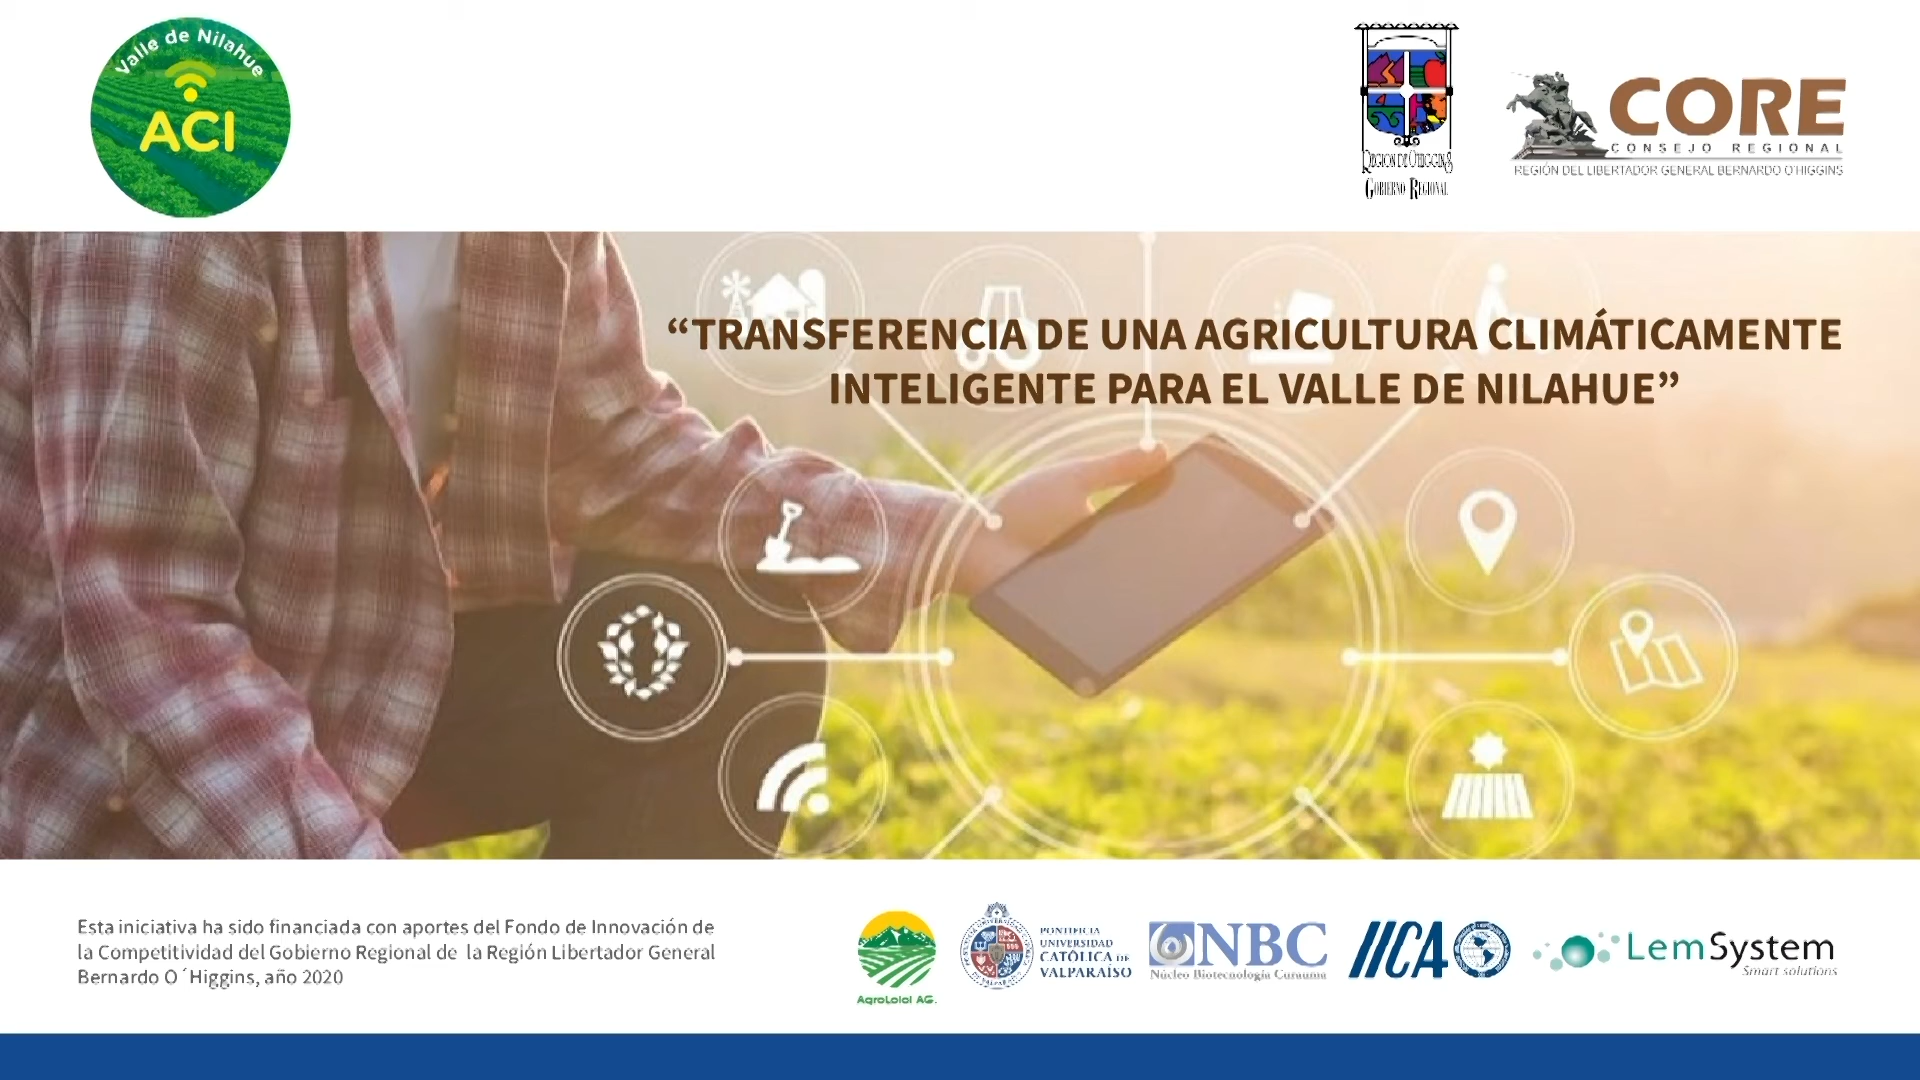 Valle de Nilahue
ACI
REGION DE O'HIGGINS
GOBIERNO REGIONAL
CORE
CONSEJO REGIONAL
REGIÓN DEL LIBERTADOR GENERAL BERNARDO O'HIGGINS
“TRANSFERENCIA DE UNA AGRICULTURA CLIMÁTICAMENTE
INTELIGENTE PARA EL VALLE DE NILAHUE”
Esta iniciativa ha sido financiada con aportes del Fondo de Innovación de
la Competitividad del Gobierno Regional de la Región Libertador General
Bernardo O´Higgins, año 2020
AgroLolol AG.
PONTIFICIA
UNIVERSIDAD
CATÓLICA DE
VALPARAÍSO
NBC
Núcleo Biotecnología Curauma
IICA
LemSystem
Smart solutions